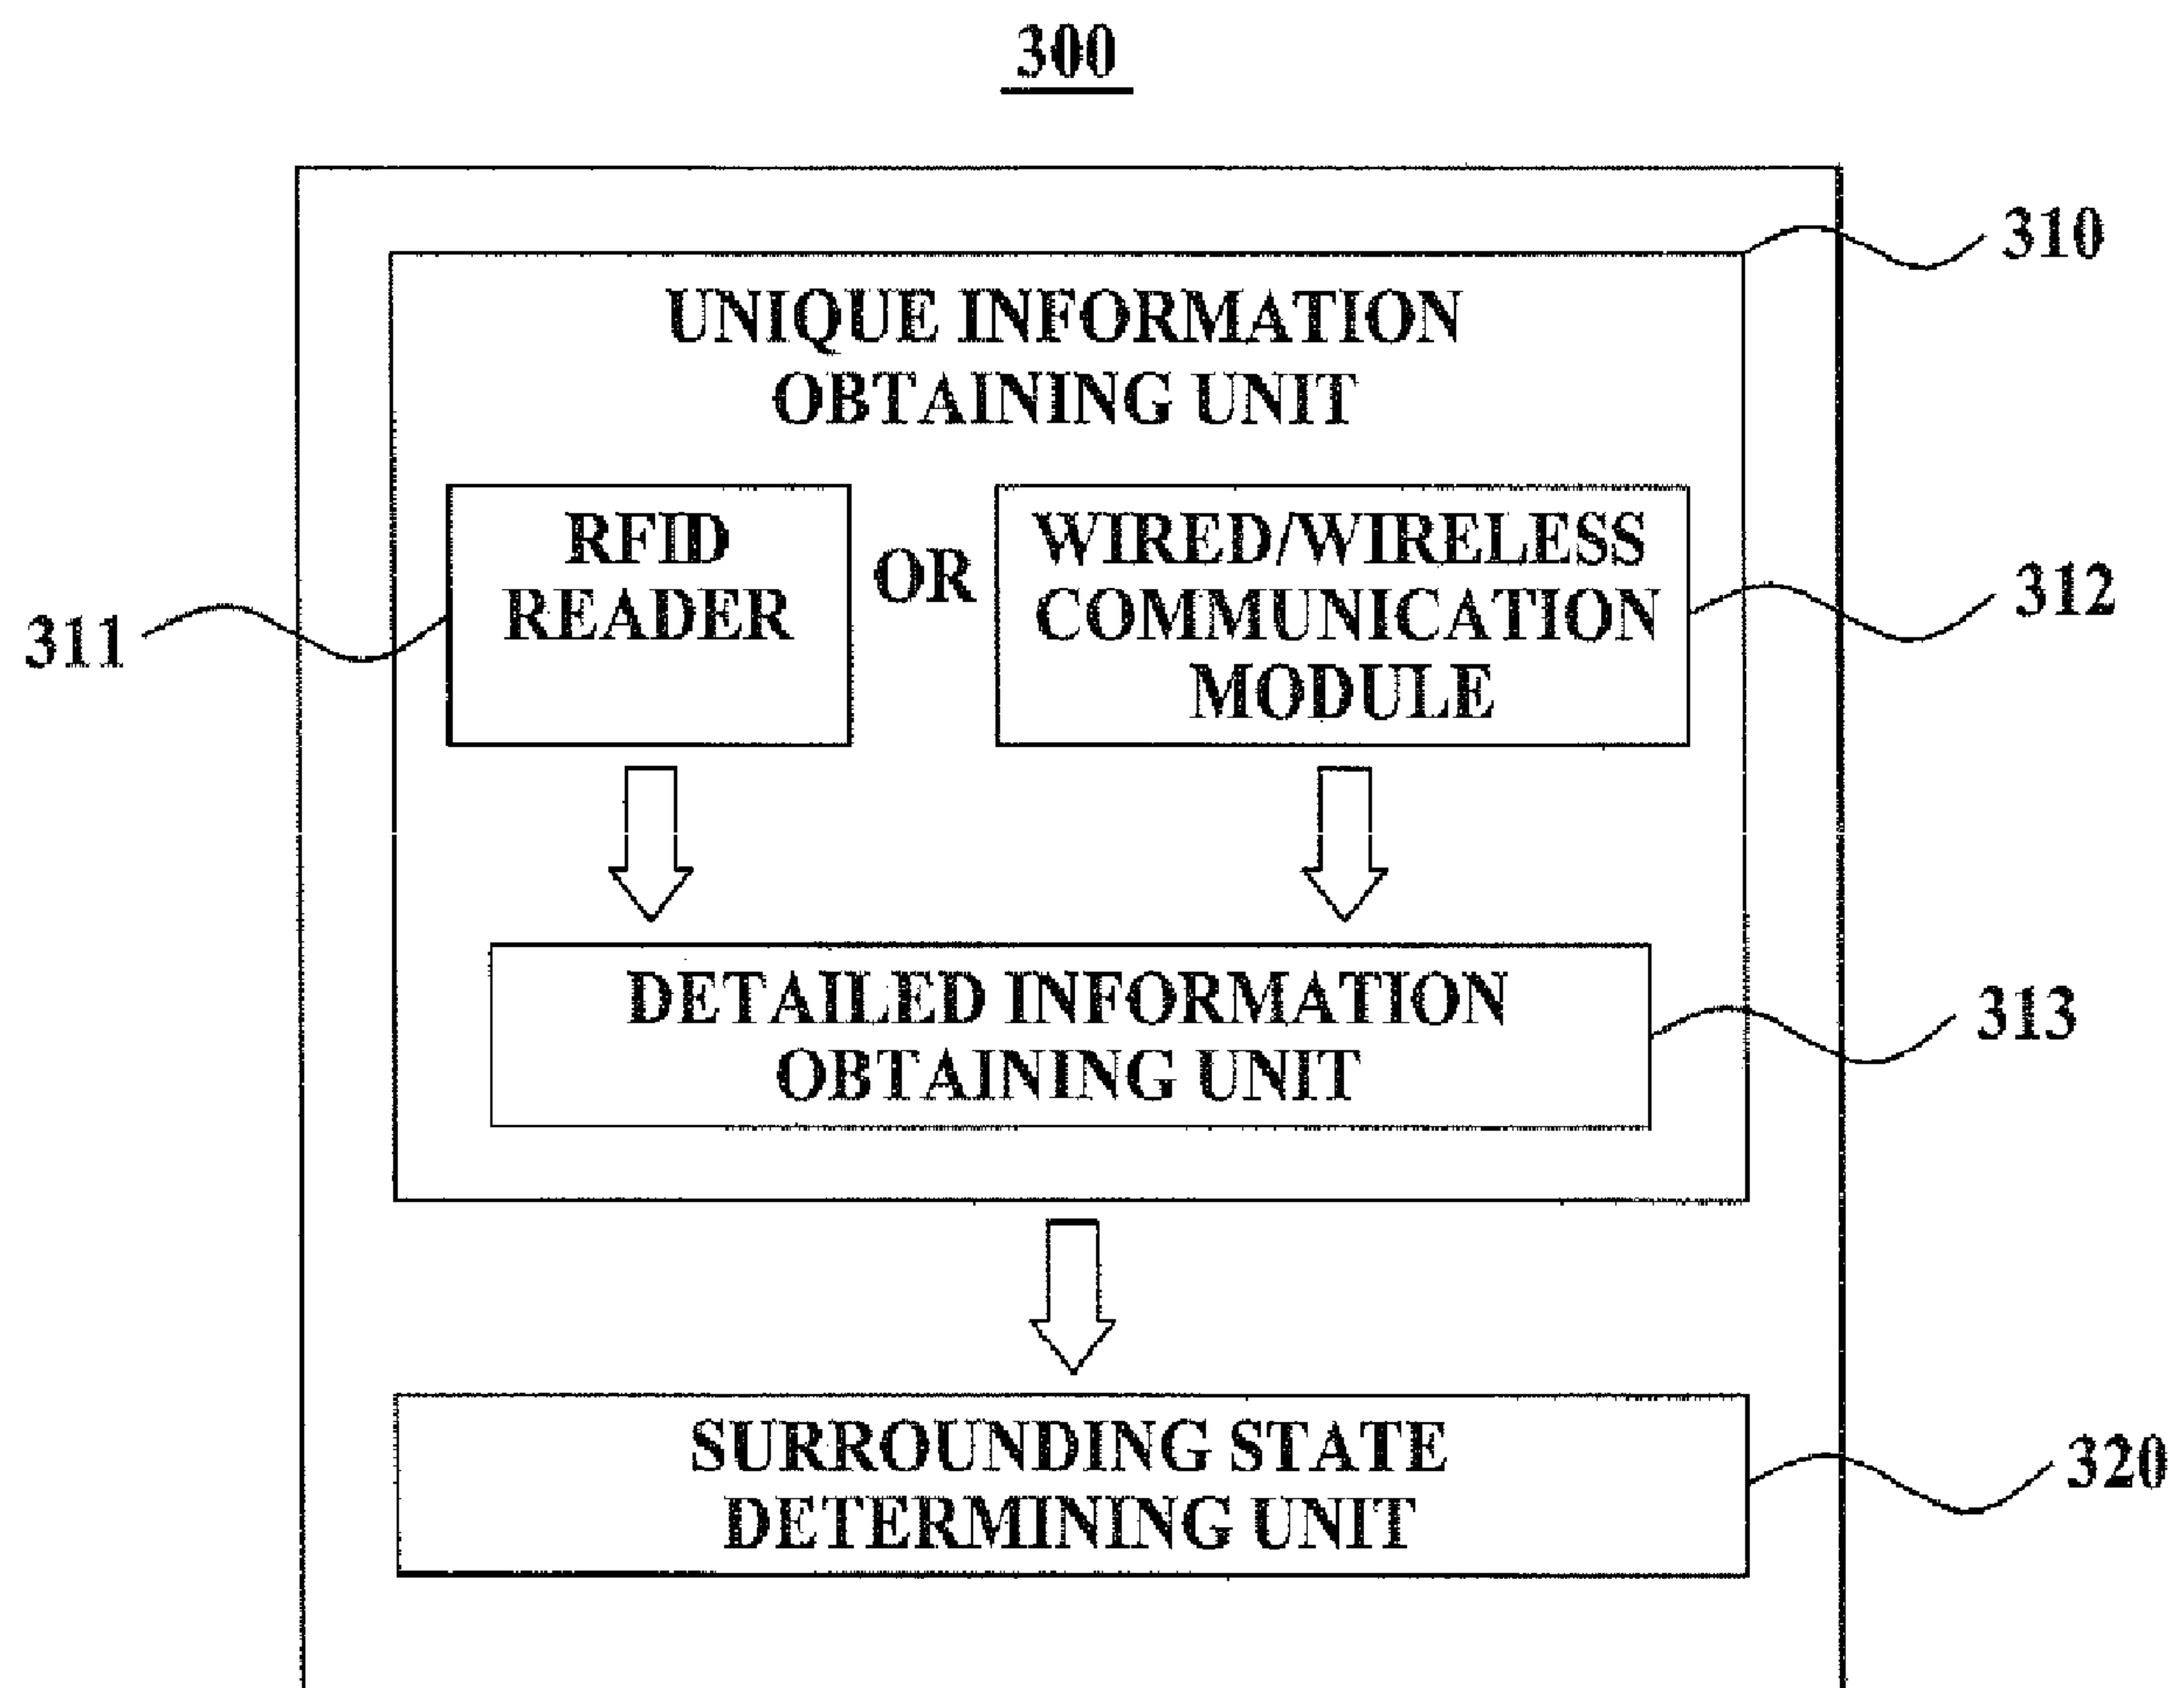 300
310
UNIQUE INFORMATION
OBTAINING UNIT
RFID
READER
OR
WIRED/WIRELESS
COMMUNICATION
MODULE
311
312
DETAILED INFORMATION
OBTAINING UNIT
313
SURROUNDING STATE
DETERMINING UNIT
320